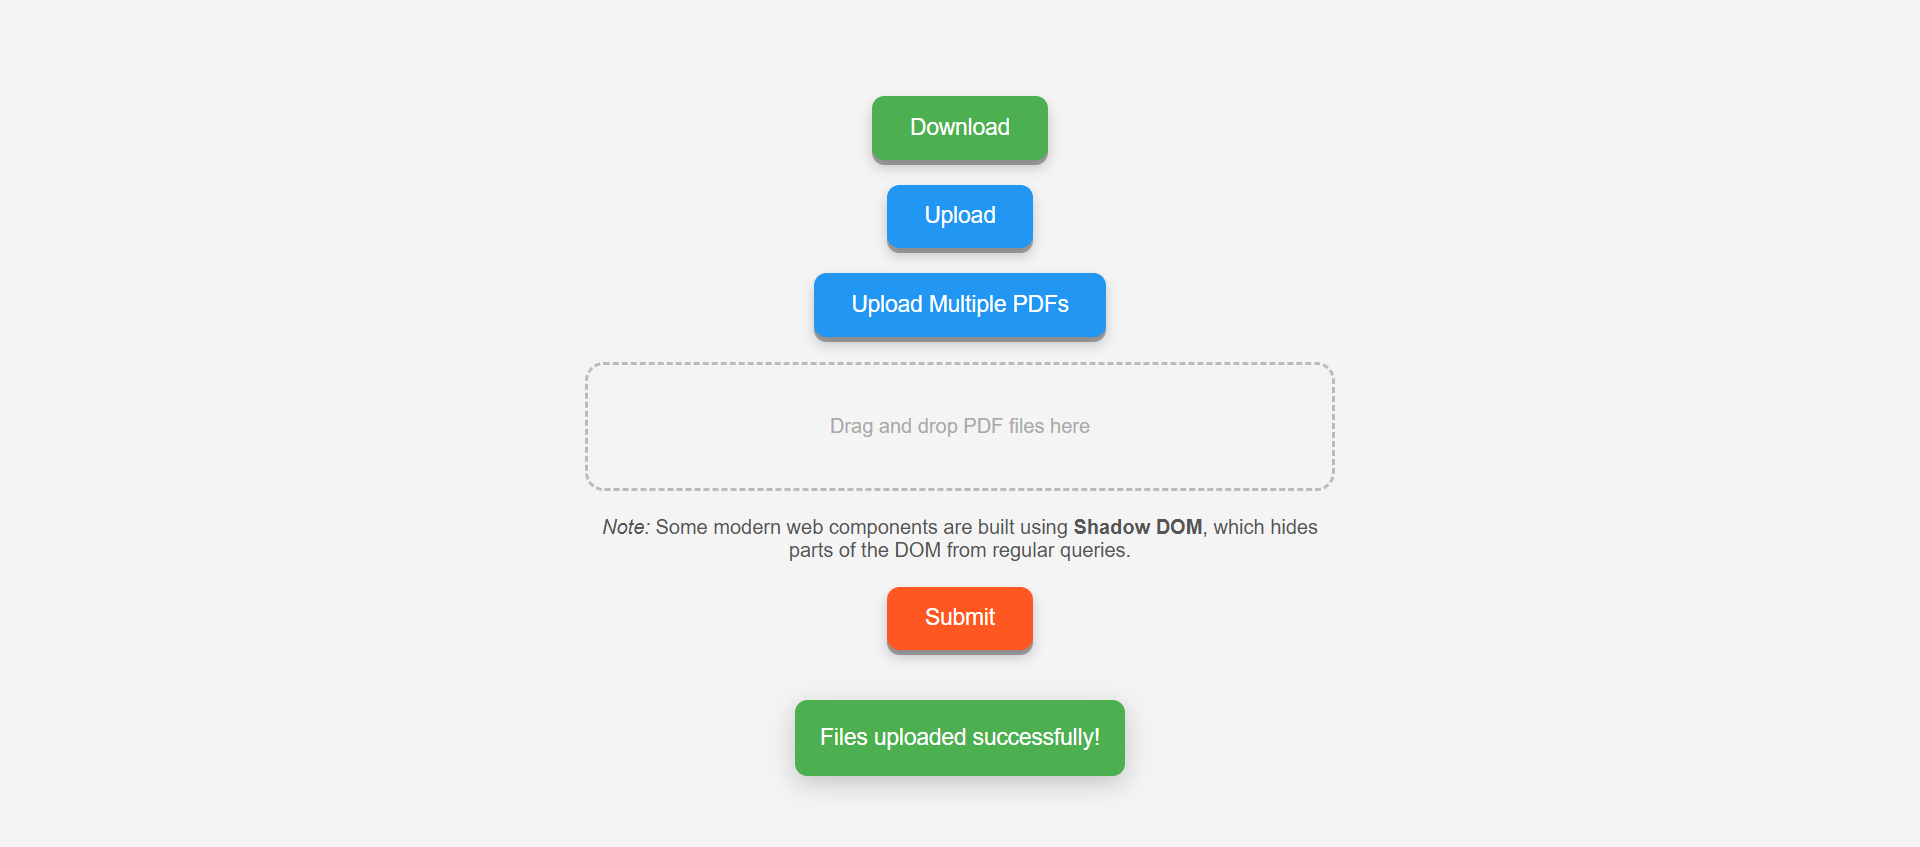 Download
Upload
Upload Multiple PDFs
Drag and drop PDF files here
Note: Some modern web components are built using Shadow DOM, which hides
parts of the DOM from regular queries.
Submit
Files uploaded successfully!